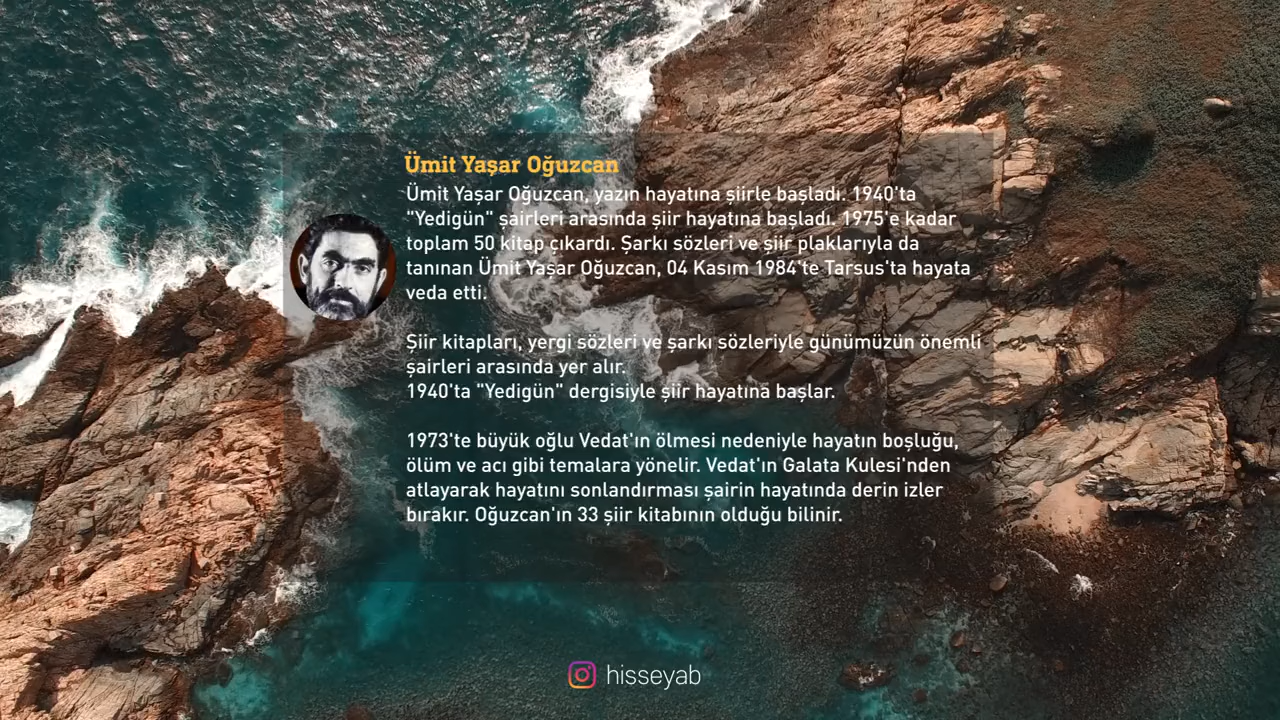 Ümit Yaşar Oğuzcan
Ümit Yaşar Oğuzcan, yazın hayatına şiirle başladı. 1940'ta
"Yedigün" şairleri arasında şiir hayatına başladı. 1975'e kadar
toplam 50 kitap çıkardı. Şarkı sözleri ve şiir plaklarıyla da
tanınan Ümit Yaşar Oğuzcan, 04 Kasım 1984'te Tarsus'ta hayata
veda etti.
Şiir kitapları, yergi sözleri ve şarkı sözleriyle günümüzün önemli
şairleri arasında yer alır.
1940'ta "Yedigün" dergisiyle şiir hayatına başlar.
1973'te büyük oğlu Vedat'ın ölmesi nedeniyle hayatın boşluğu,
ölüm ve acı gibi temalara yönelir. Vedat'ın Galata Kulesi'nden
atlayarak hayatını sonlandırması şairin hayatında derin izler
bırakır. Oğuzcan'ın 33 şiir kitabının olduğu bilinir.
hisseyab